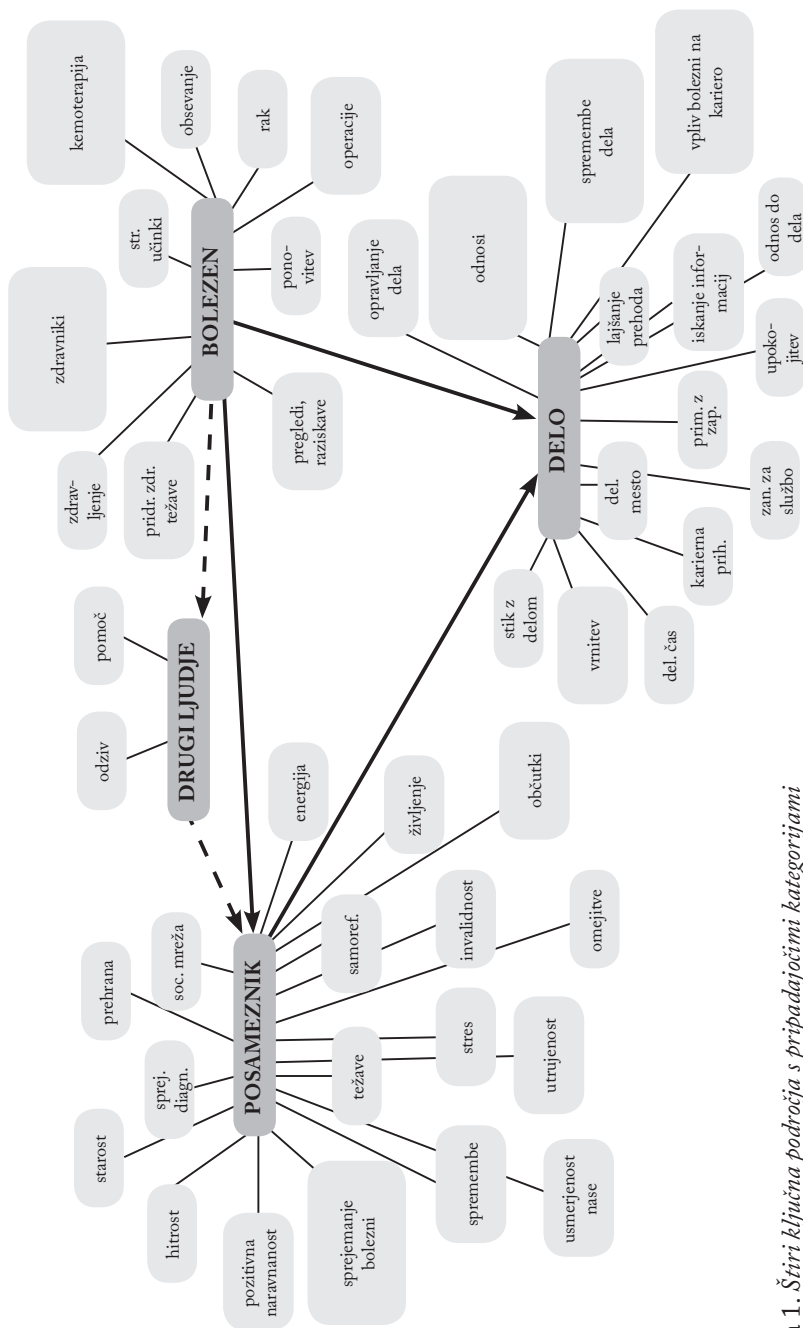 kemoterapija
obsevanje
rak
operacije
str.
učinki
pono-
vitev
zdravniki
BOLEZEN
zdrav-
ljenje
pridr. zdr.
težave
pregledi,
raziskave
opravljanje
dela
odnosi
spremembe
dela
vpliv bolezni na
kariero
lajšanje
prehoda
iskanje infor-
macij
odnos do
dela
upoko-
jitev
prim. z
zap.
DELO
del.
mesto
zan. za
službo
karierna
prih.
stik z
delom
vrnitev
del. čas
pomoč
odziv
DRUGI LJUDJE
energija
življenje
občutki
prehrana
soc. mreža
samoref.
invalidnost
omejitve
POSAMEZNIK
starost
sprej.
diagn.
težave
stres
utrujenost
hitrost
pozitivna
naravnanost
sprejemanje
bolezni
spremembe
usmerjenost
nase
1. Štiri ključna področja s pripadajočimi kategorijami